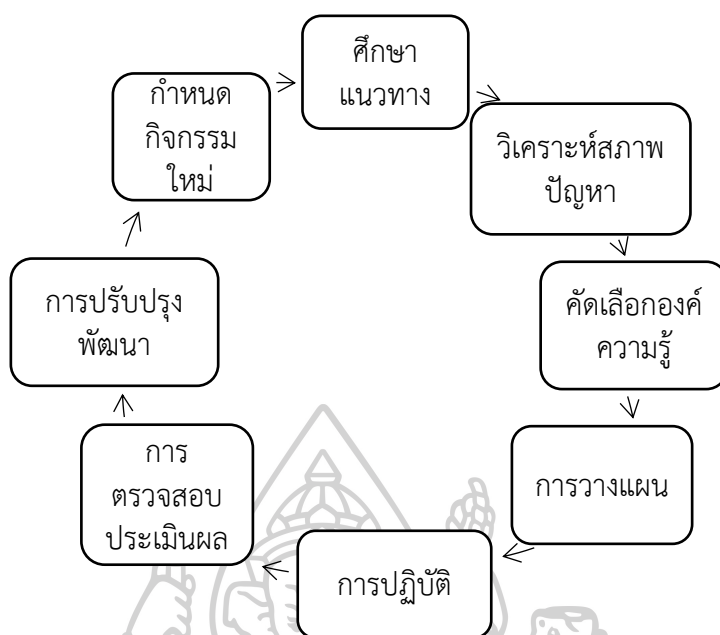 ศึกษา
แนวทาง
วิเคราะห์สภาพ
ปัญหา
คัดเลือกองค์
ความรู้
การวางแผน
การปฏิบัติ
การ
ตรวจสอบ
ประเมินผล
การปรับปรุง
พัฒนา
กำหนด
กิจกรรม
ใหม่